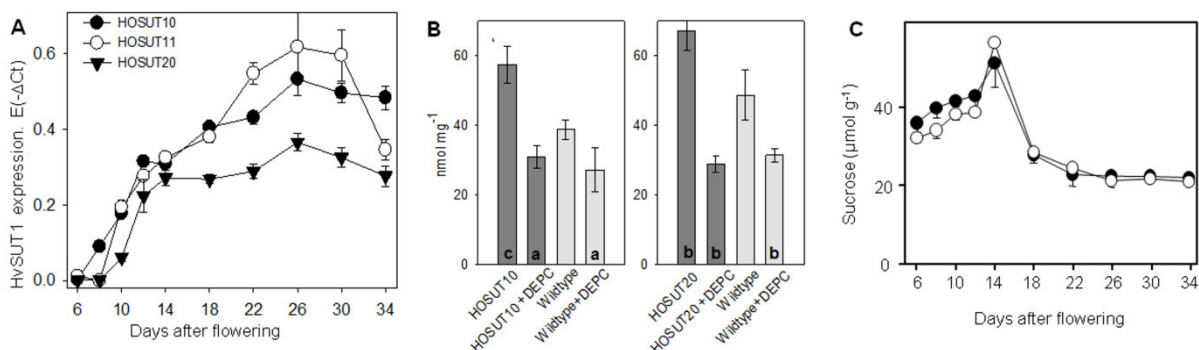 A
HOSUT10
HOSUT11
HOSUT20
HvSUT1 expression. E(-ΔCt)
0.6
0.4
0.2
0.0
6 10 14 18 22 26 30 34
Days after flowering
B
nmol mg⁻¹
60
40
20
0
c a a
HOSUT10
HOSUT10 + DEPC
Wildtype
Wildtype+DEPC
60
40
20
0
b b b
HOSUT20
HOSUT20 + DEPC
Wildtype
Wildtype+DEPC
C
Sucrose (µmol g⁻¹)
60
40
20
0
6 10 14 18 22 26 30 34
Days after flowering